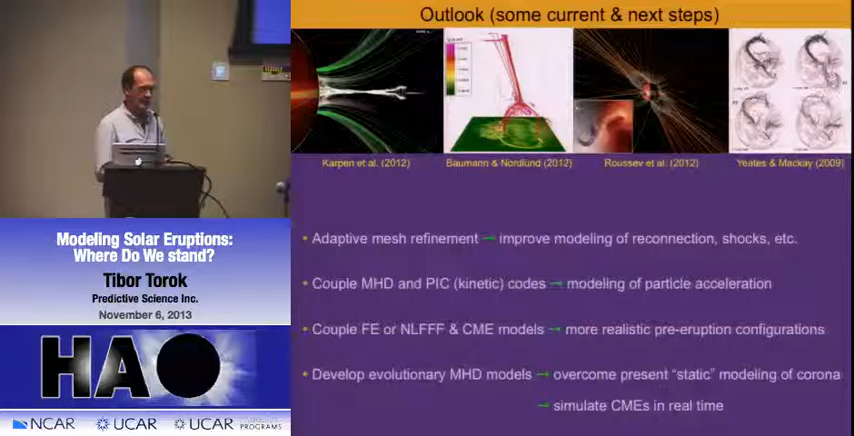 Outlook (some current & next steps)
Karpen et al. (2012)
Baumann & Nordlund (2012)
Roussev et al. (2012)
Yeates & Mackay (2009)
• Adaptive mesh refinement → improve modeling of reconnection, shocks, etc.
• Couple MHD and PIC (kinetic) codes → modeling of particle acceleration
• Couple FE or NLFFF & CME models → more realistic pre-eruption configurations
• Develop evolutionary MHD models → overcome present “static” modeling of corona
→ simulate CMEs in real time
Modeling Solar Eruptions:
Where Do We stand?
Tibor Torok
Predictive Science Inc.
November 6, 2013
HAO
NCAR
UCAR
UCAR
PROGRAMS